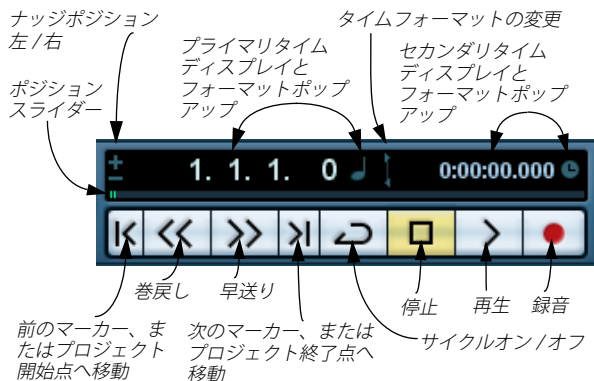 ナッジポジション
左 / 右
ポジション
スライダー
プライマリタイム
ディスプレイと
フォーマットポップ
アップ
タイムフォーマットの変更
セカンダリタイム
ディスプレイと
フォーマットポップ
アップ
1. 1. 1. 0
0:00:00.000
巻戻し
早送り
停止
再生
録音
前のマーカー、ま
たはプロジェクト
開始点へ移動
次のマーカー、または
プロジェクト終了点へ
移動
サイクルオン / オフ